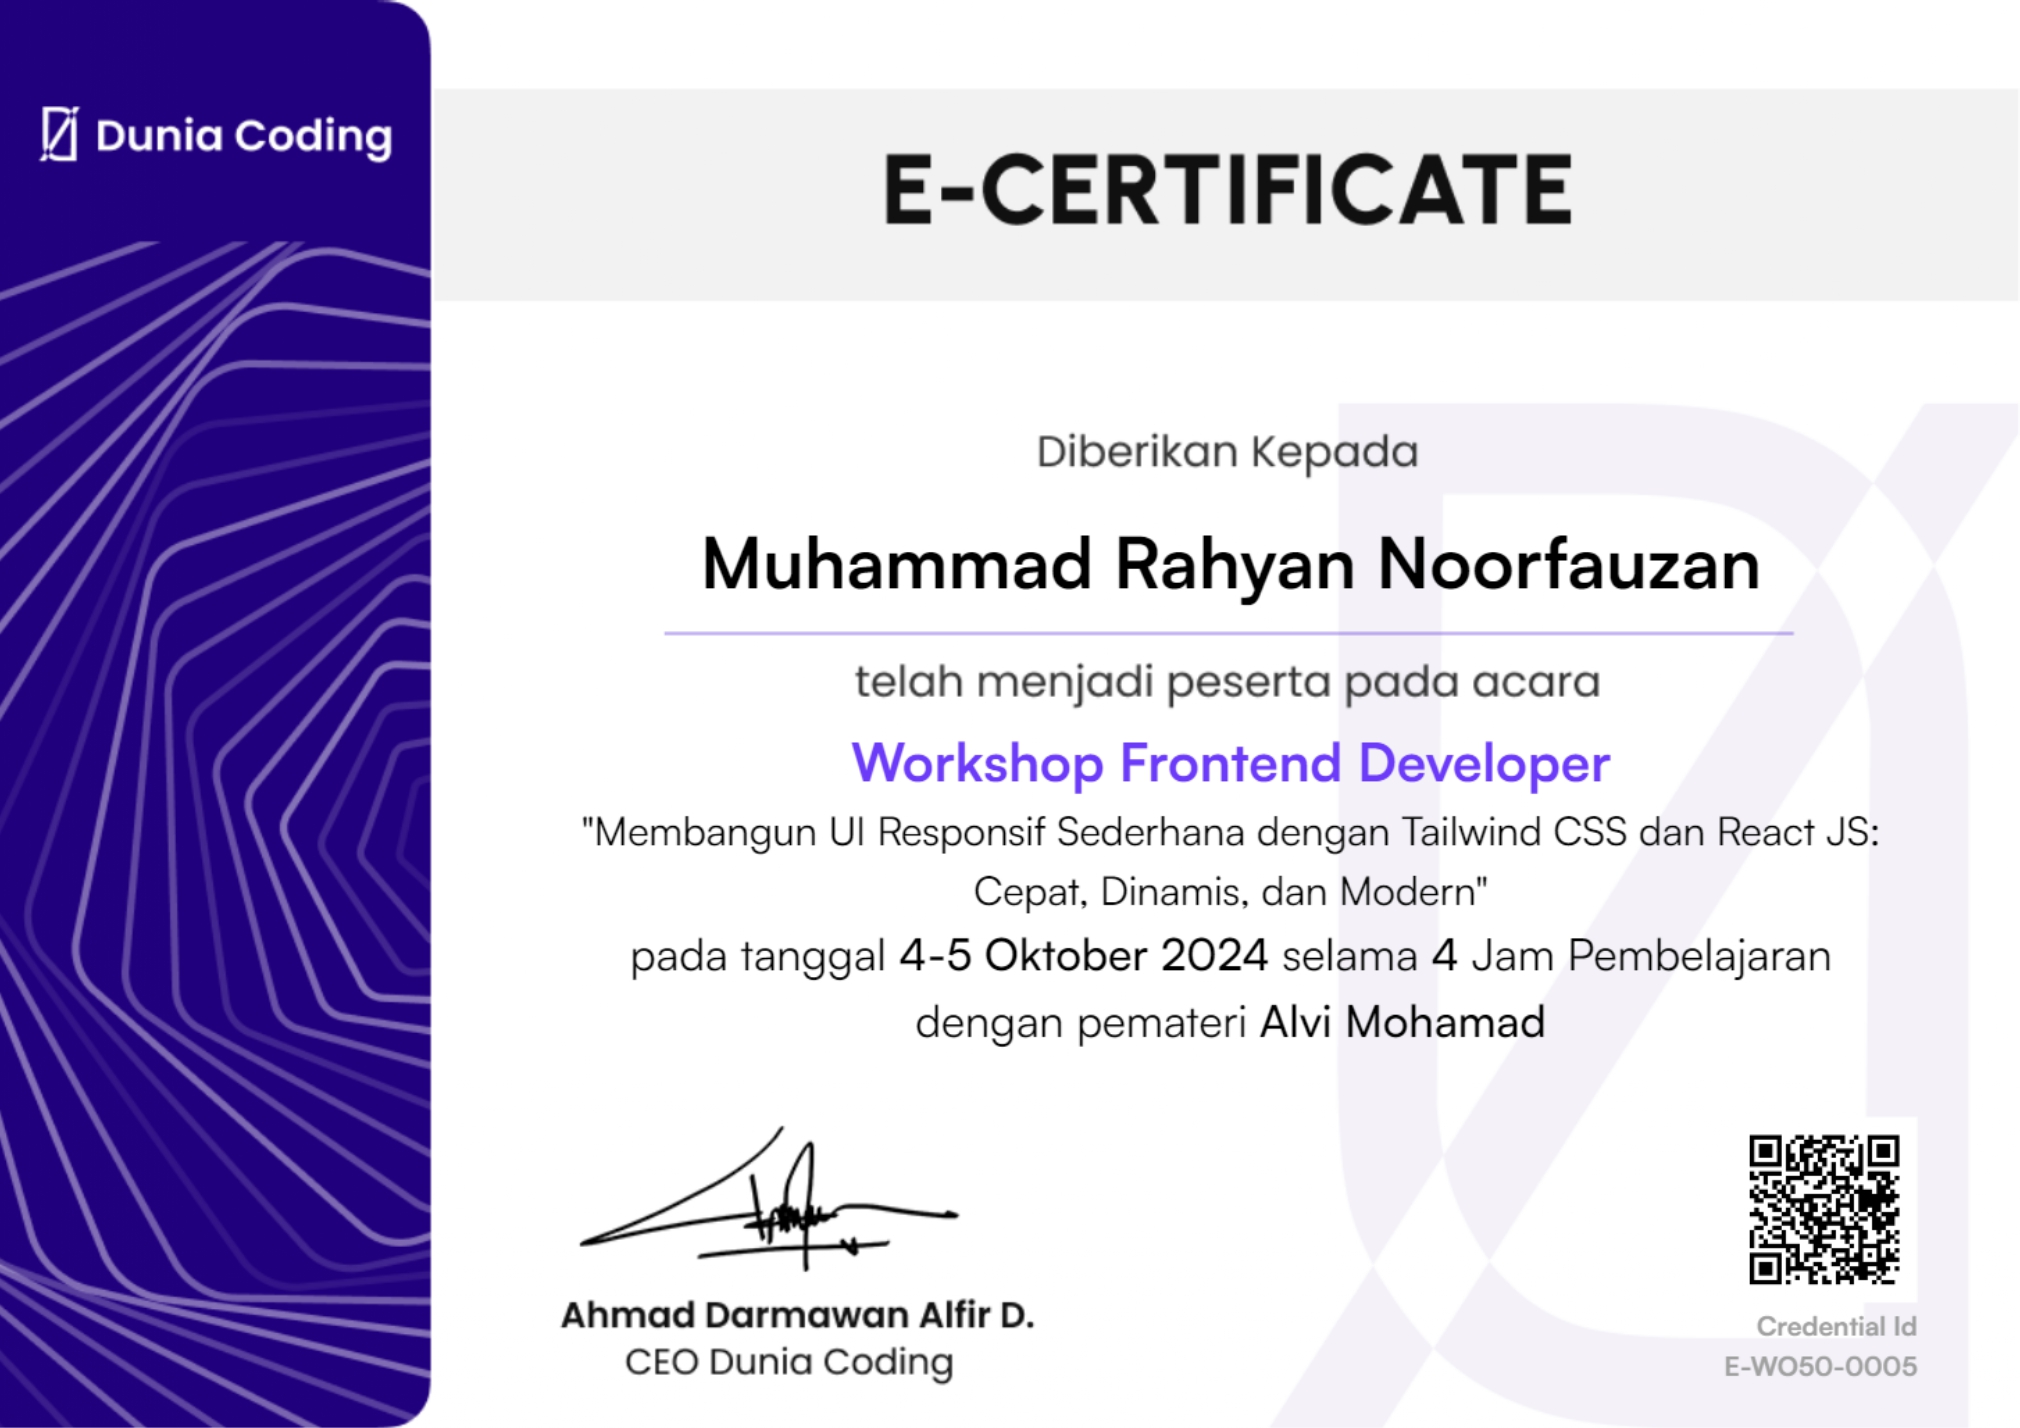 Dunia Coding
E-CERTIFICATE
Diberikan Kepada
Muhammad Rahyan Noorfauzan
telah menjadi peserta pada acara
Workshop Frontend Developer
"Membangun UI Responsif Sederhana dengan Tailwind CSS dan React JS:
Cepat, Dinamis, dan Modern"
pada tanggal 4-5 Oktober 2024 selama 4 Jam Pembelajaran
dengan pemateri Alvi Mohamad
Ahmad Darmawan Alfir D.
CEO Dunia Coding
Credential Id
E-WO50-0005